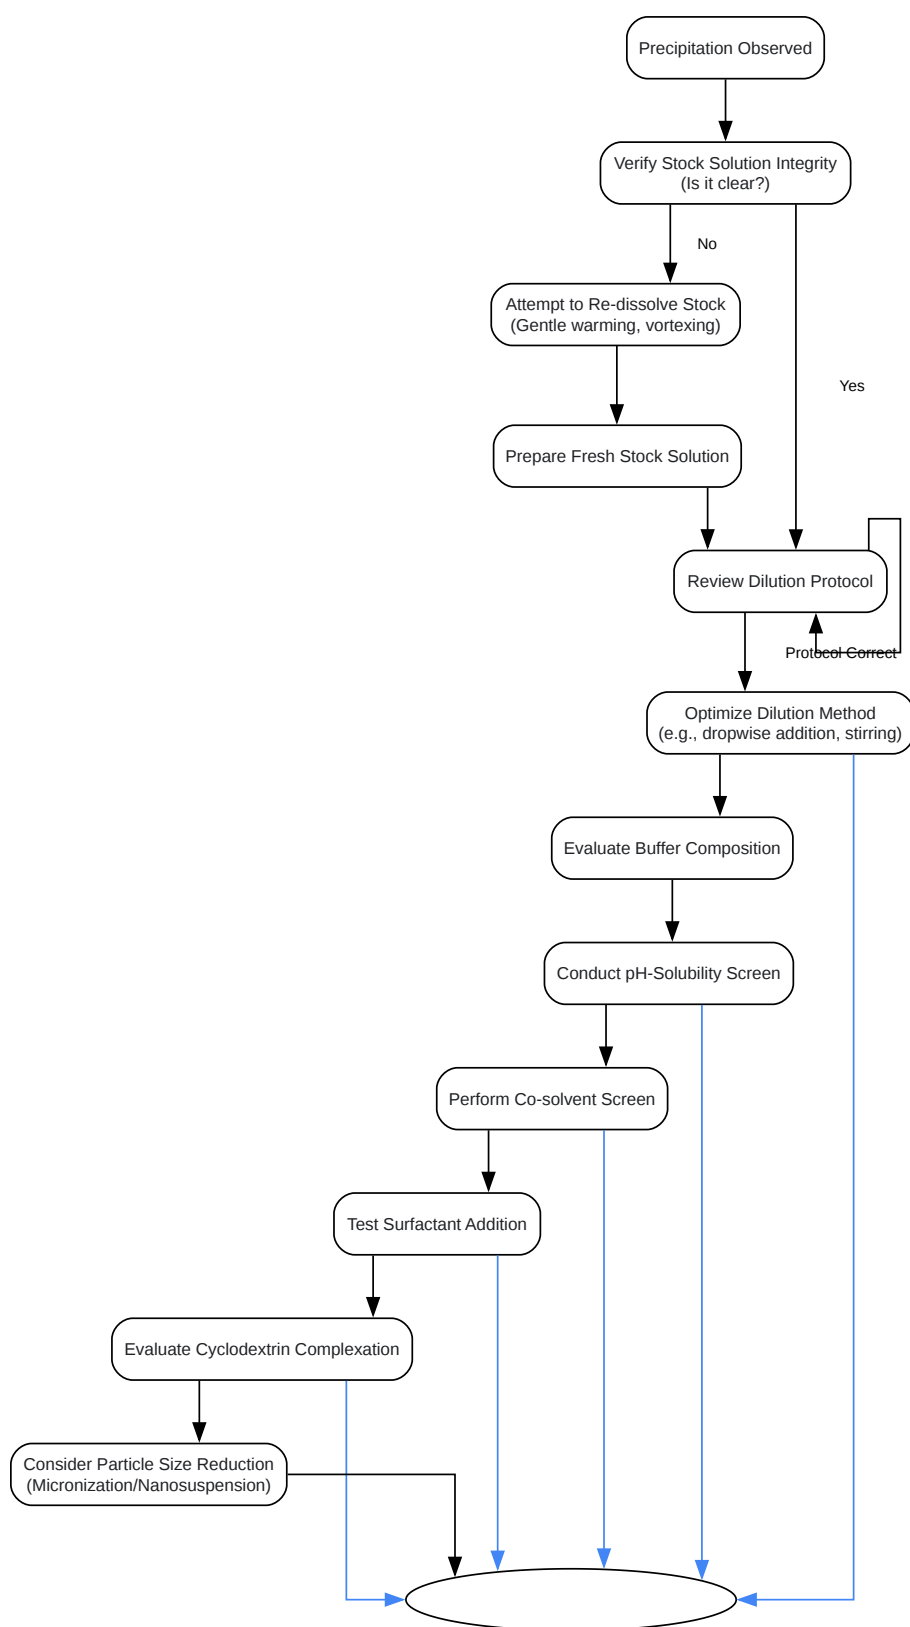 Precipitation Observed
Verify Stock Solution Integrity
(Is it clear?)
No
Attempt to Re-dissolve Stock
(Gentle warming, vortexing)
Yes
Prepare Fresh Stock Solution
Review Dilution Protocol
Protocol Correct
Optimize Dilution Method
(e.g., dropwise addition, stirring)
Evaluate Buffer Composition
Conduct pH-Solubility Screen
Perform Co-solvent Screen
Test Surfactant Addition
Evaluate Cyclodextrin Complexation
Consider Particle Size Reduction
(Micronization/Nanosuspension)